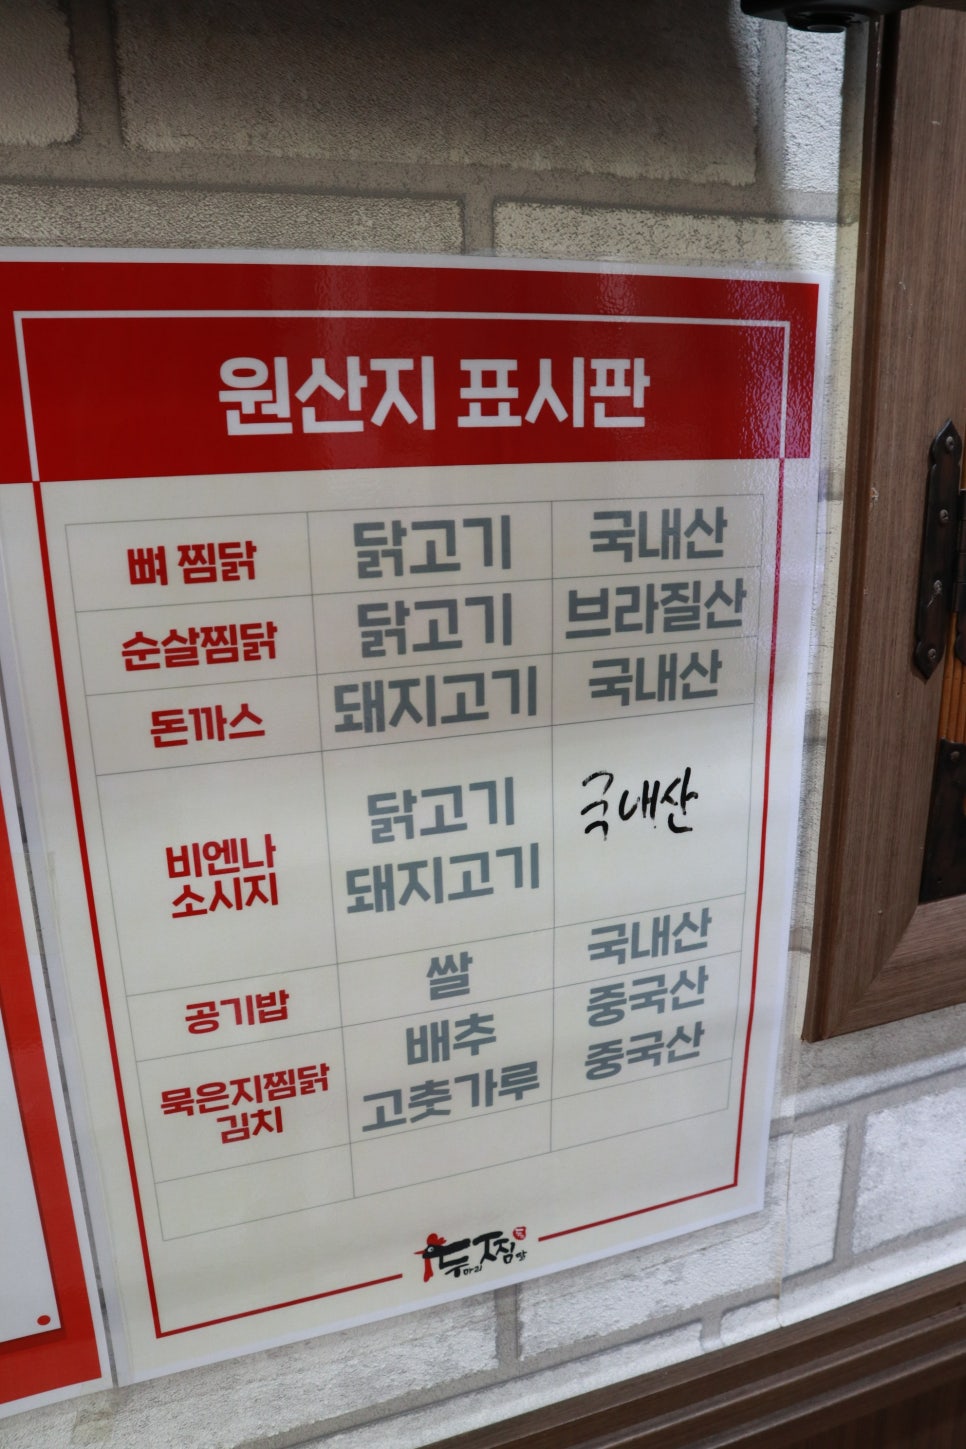 원산지 표시판
뼈 찜닭 닭고기 국내산
순살찜닭 닭고기 브라질산
돈까스 돼지고기 국내산
비엔나
소시지
닭고기
돼지고기
국내산
공기밥 쌀 국내산
묵은지찜닭
김치
배추 중국산
고춧가루 중국산
두마리찜닭